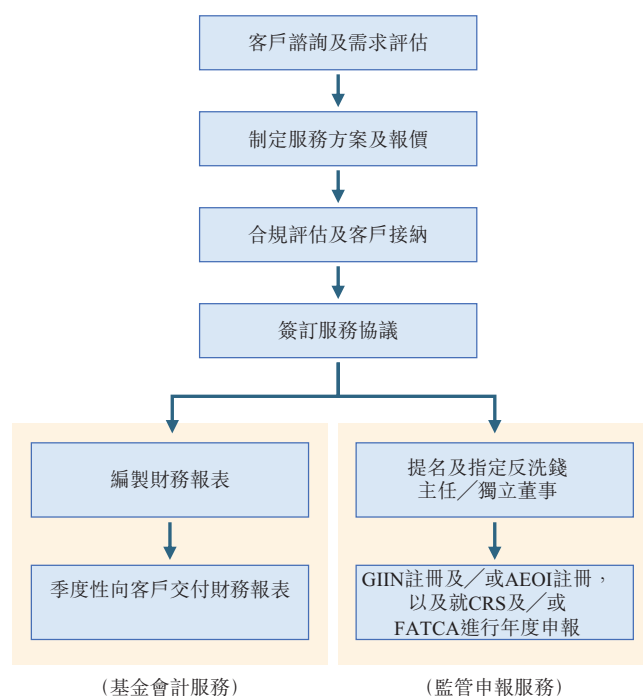 客戶諮詢及需求評估
制定服務方案及報價
合規評估及客戶接納
簽訂服務協議
編製財務報表
季度性向客戶交付財務報表
(基金會計服務)
提名及指定反洗錢
主任／獨立董事
GIIN註冊及／或AEOI註冊，
以及就CRS及／或
FATCA進行年度申報
(監管申報服務)